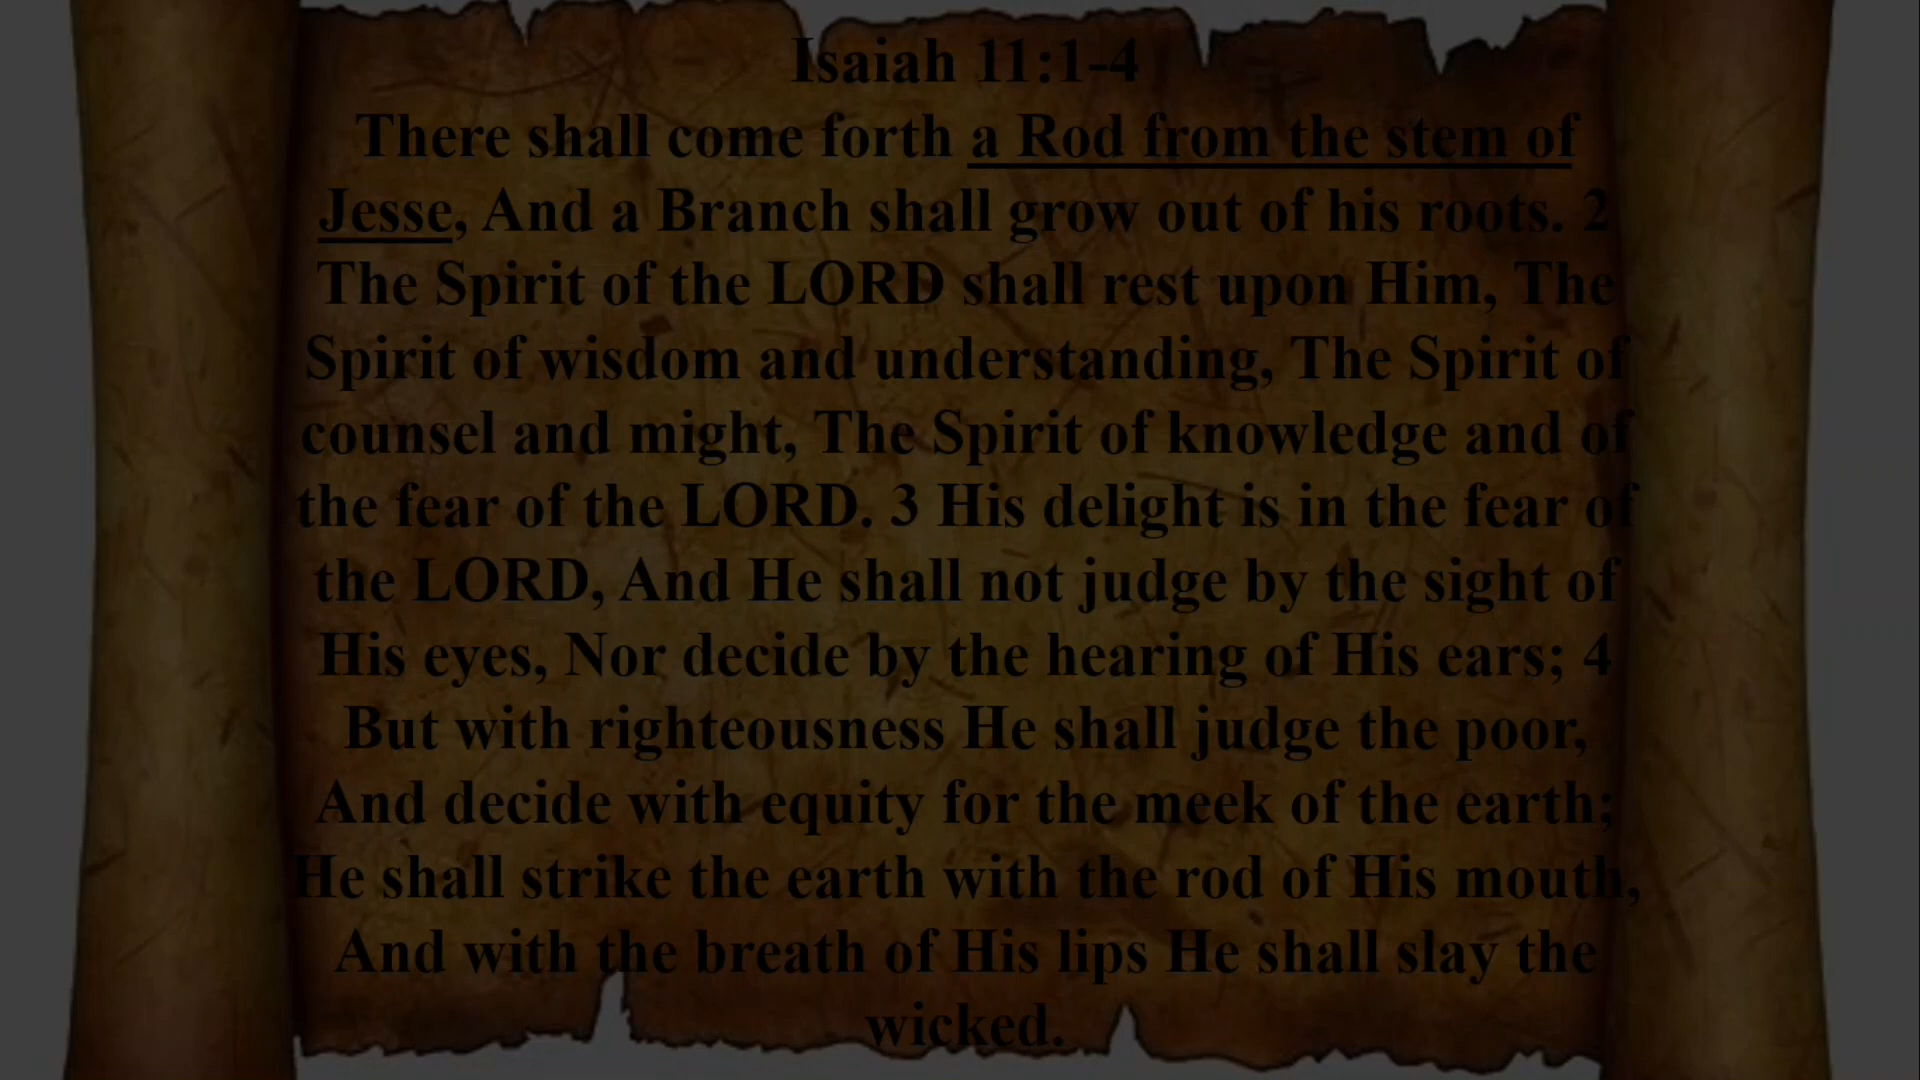 Isaiah 11:1-4
There shall come forth a Rod from the stem of
Jesse, And a Branch shall grow out of his roots. 2
The Spirit of the LORD shall rest upon Him, The
Spirit of wisdom and understanding, The Spirit of
counsel and might, The Spirit of knowledge and of
the fear of the LORD. 3 His delight is in the fear of
the LORD, And He shall not judge by the sight of
His eyes, Nor decide by the hearing of His ears; 4
But with righteousness He shall judge the poor,
And decide with equity for the meek of the earth;
He shall strike the earth with the rod of His mouth,
And with the breath of His lips He shall slay the
wicked.